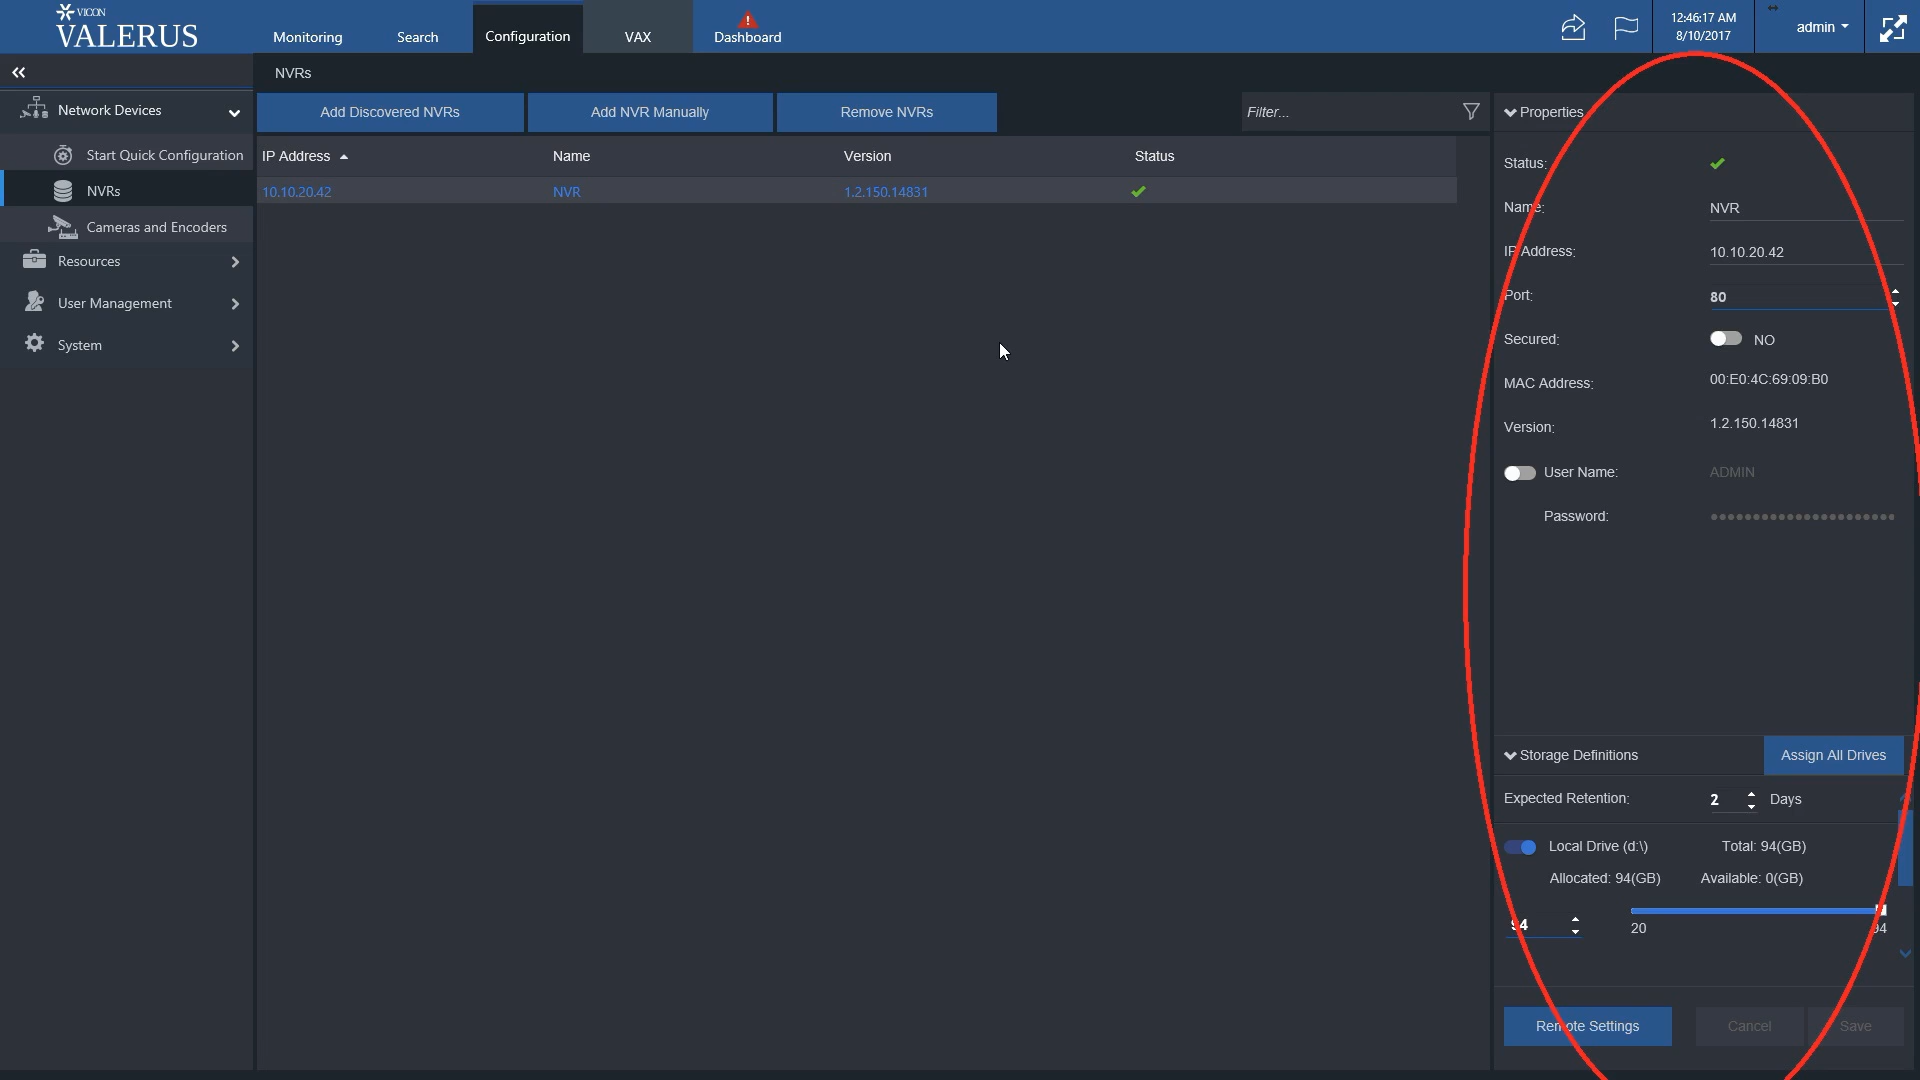 VICON
VALERUS
Monitoring
Search
Configuration
VAX
Dashboard
12:46:17 AM
8/10/2017
admin
NVRs
Network Devices
Start Quick Configuration
NVRs
Cameras and Encoders
Resources
User Management
System
Add Discovered NVRs
Add NVR Manually
Remove NVRs
Filter...
IP Address
Name
Version
Status
10.10.20.42
NVR
1.2.150.14831
Properties
Status:
Name:
NVR
IP Address:
10.10.20.42
Port:
80
Secured:
NO
MAC Address:
00:E0:4C:69:09:B0
Version:
1.2.150.14831
User Name:
ADMIN
Password:
Storage Definitions
Assign All Drives
Expected Retention:
2
Days
Local Drive (d:\)
Total: 94(GB)
Allocated: 94(GB)
Available: 0(GB)
94
20
94
Remote Settings
Cancel
Save